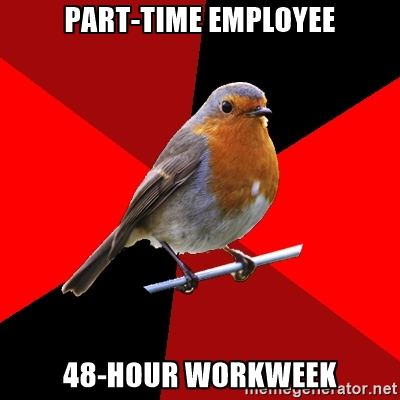 PART-TIME EMPLOYEE
48-HOUR WORKWEEK
memegenerator.net